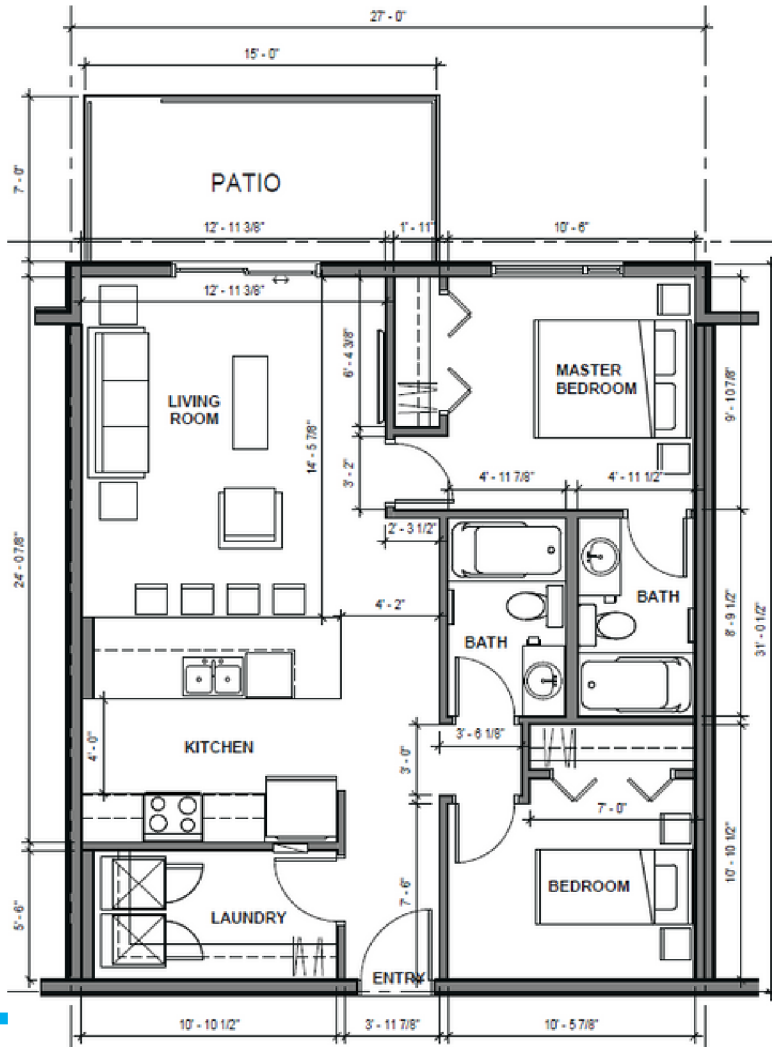 27' - 0"
15' - 0"
7' - 0"
PATIO
12' - 11 3/8"
1' - 11"
10' - 6"
12' - 11 3/8"
6' - 4 3/8"
MASTER
BEDROOM
9' - 10 7/8"
LIVING
ROOM
14' - 5 7/8"
3' - 2"
4' - 11 7/8"
4' - 11 1/2"
2' - 3 1/2"
24' - 0 7/8"
4' - 2"
BATH
BATH
8' - 9 1/2"
31' - 0 1/2"
KITCHEN
4' - 0"
3' - 6 1/8"
3' - 0"
7' - 0"
10' - 10 1/2"
BEDROOM
7' - 6"
5' - 6"
LAUNDRY
ENTRY
10' - 10 1/2"
3' - 11 7/8"
10' - 5 7/8"